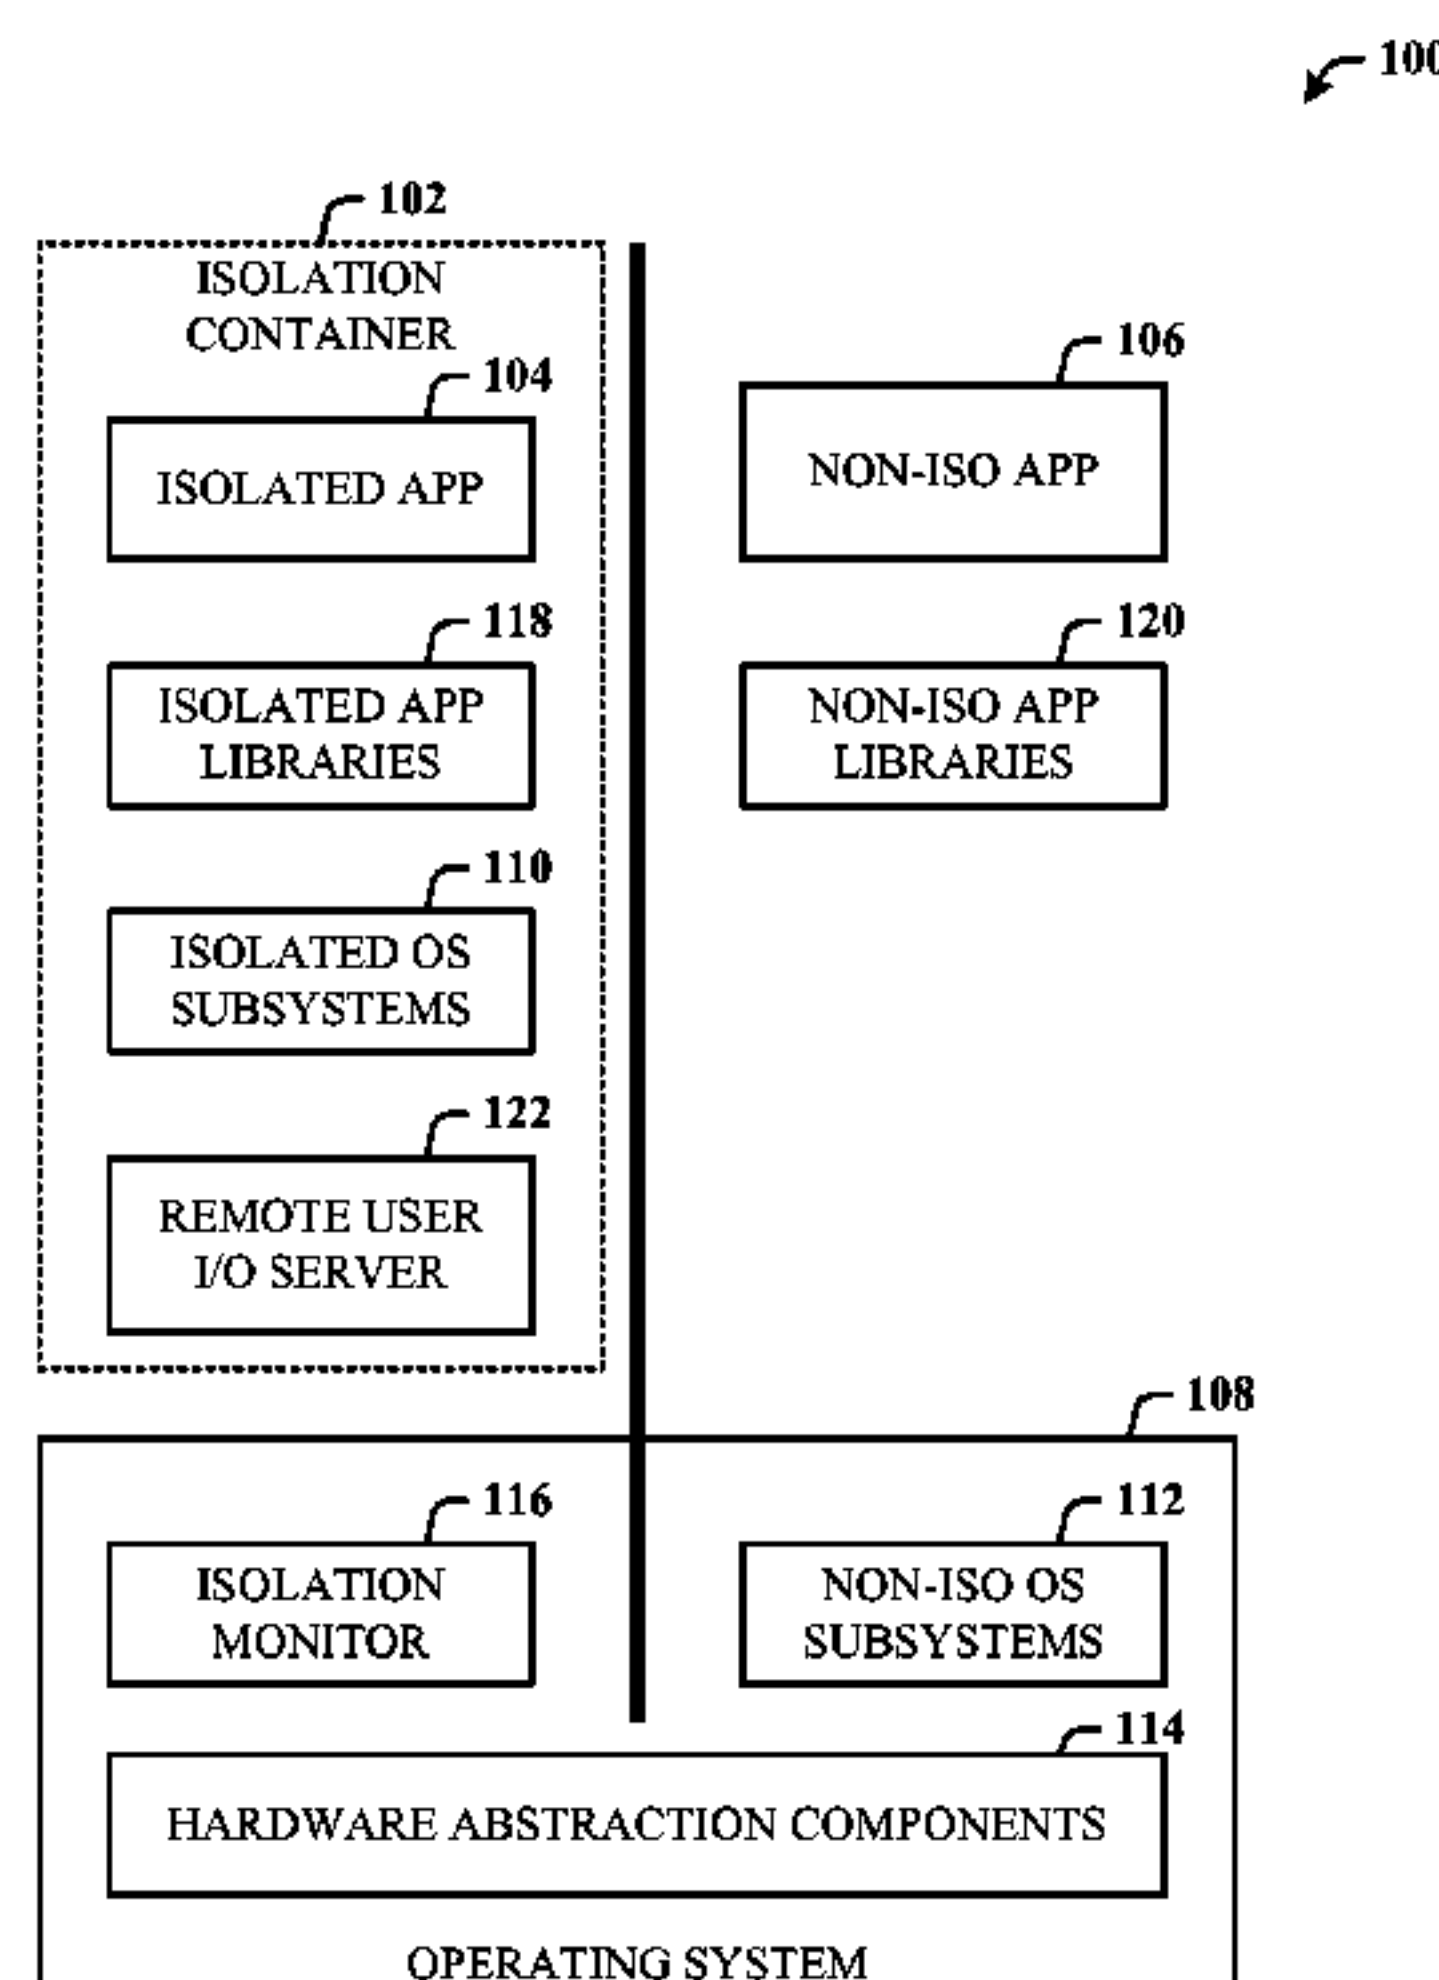 100
102
ISOLATION
CONTAINER
104
ISOLATED APP
106
NON-ISO APP
118
ISOLATED APP
LIBRARIES
120
NON-ISO APP
LIBRARIES
110
ISOLATED OS
SUBSYSTEMS
122
REMOTE USER
I/O SERVER
108
116
ISOLATION
MONITOR
112
NON-ISO OS
SUBSYSTEMS
114
HARDWARE ABSTRACTION COMPONENTS
OPERATING SYSTEM